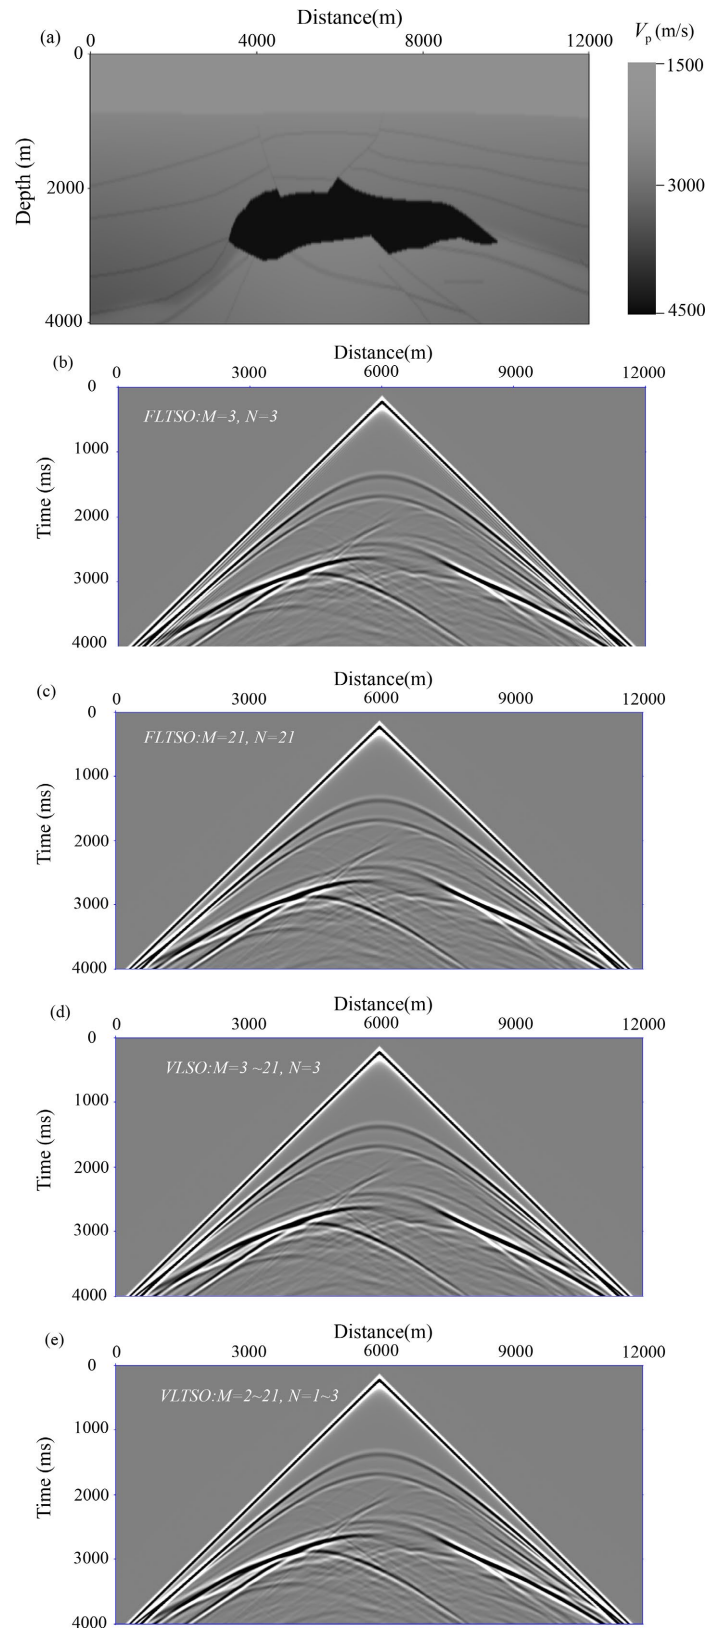 Distance(m)
(a)
0 4000 8000 12000
V_p (m/s)
0
1500
Depth (m)
2000
3000
4000
4500
Distance(m)
(b)
0 3000 6000 9000 12000
0
FLTSO:M=3, N=3
1000
Time (ms)
2000
3000
4000
Distance(m)
(c)
0 3000 6000 9000 12000
0
FLTSO:M=21, N=21
1000
Time (ms)
2000
3000
4000
Distance(m)
(d)
0 3000 6000 9000 12000
0
VLSO:M=3 ~21, N=3
1000
Time (ms)
2000
3000
4000
Distance(m)
(e)
0 3000 6000 9000 12000
0
VLTSO:M=2~21, N=1~3
1000
Time (ms)
2000
3000
4000